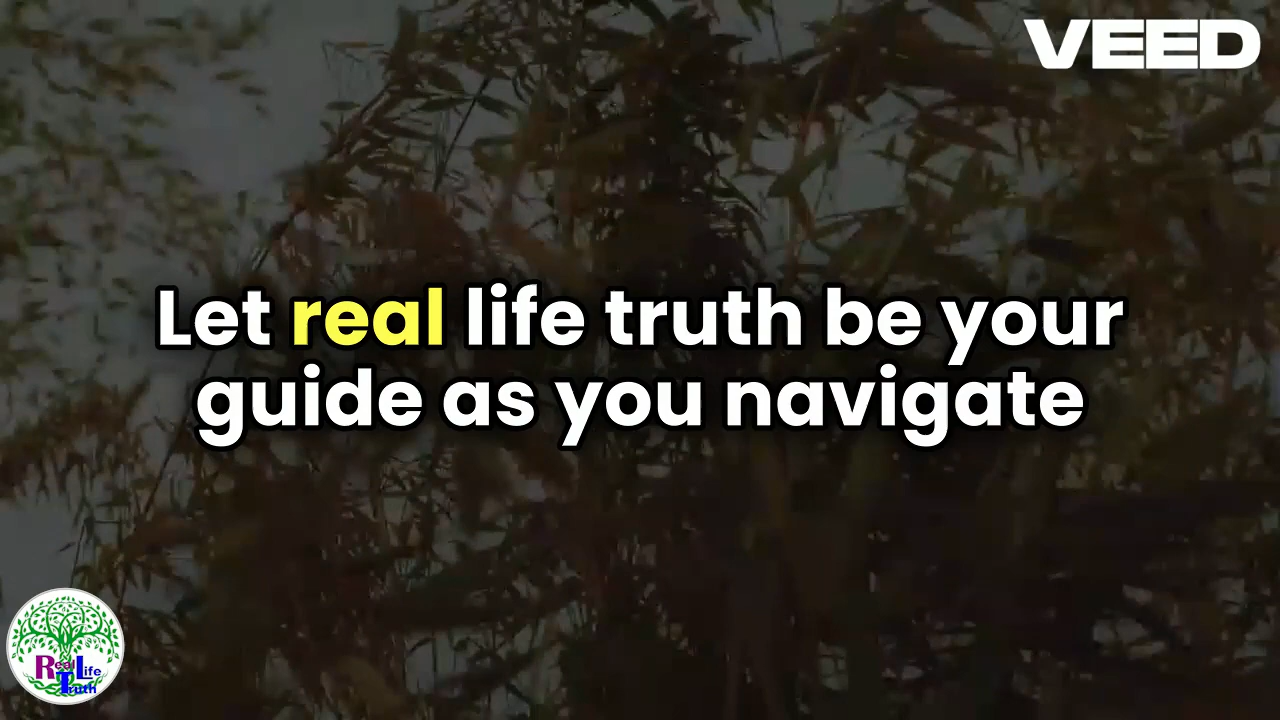 VEED
Let real life truth be your
guide as you navigate
Real Life
Truth